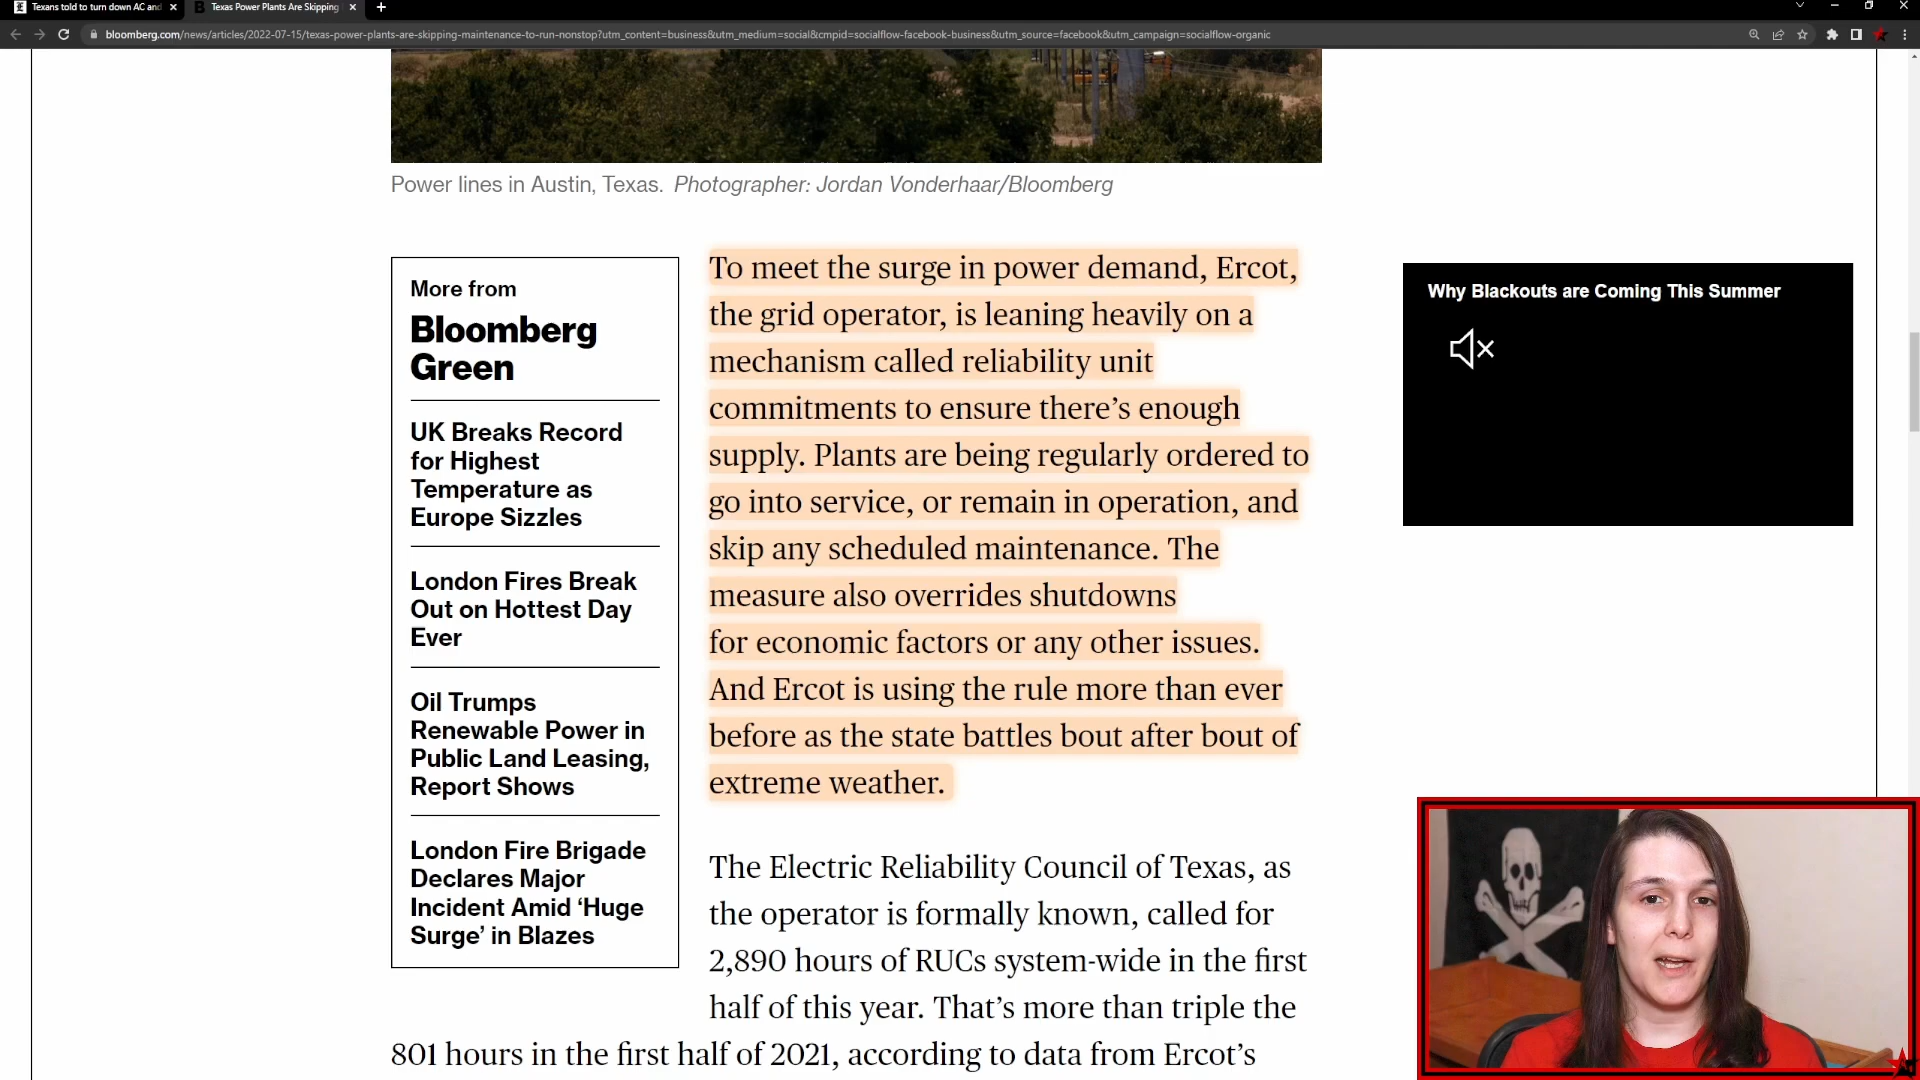 Texans told to turn down AC and
Texas Power Plants Are Skipping
bloomberg.com/news/articles/2022-07-15/texas-power-plants-are-skipping-maintenance-to-run-nonstop?utm_content=business&utm_medium=social&cmpid=socialflow-facebook-business&utm_source=facebook&utm_campaign=socialflow-organic
Power lines in Austin, Texas. Photographer: Jordan Vonderhaar/Bloomberg
More from
Bloomberg
Green
UK Breaks Record
for Highest
Temperature as
Europe Sizzles
London Fires Break
Out on Hottest Day
Ever
Oil Trumps
Renewable Power in
Public Land Leasing,
Report Shows
London Fire Brigade
Declares Major
Incident Amid ‘Huge
Surge’ in Blazes
To meet the surge in power demand, Ercot,
the grid operator, is leaning heavily on a
mechanism called reliability unit
commitments to ensure there’s enough
supply. Plants are being regularly ordered to
go into service, or remain in operation, and
skip any scheduled maintenance. The
measure also overrides shutdowns
for economic factors or any other issues.
And Ercot is using the rule more than ever
before as the state battles bout after bout of
extreme weather.
The Electric Reliability Council of Texas, as
the operator is formally known, called for
2,890 hours of RUCs system-wide in the first
half of this year. That’s more than triple the
801 hours in the first half of 2021, according to data from Ercot’s
Why Blackouts are Coming This Summer